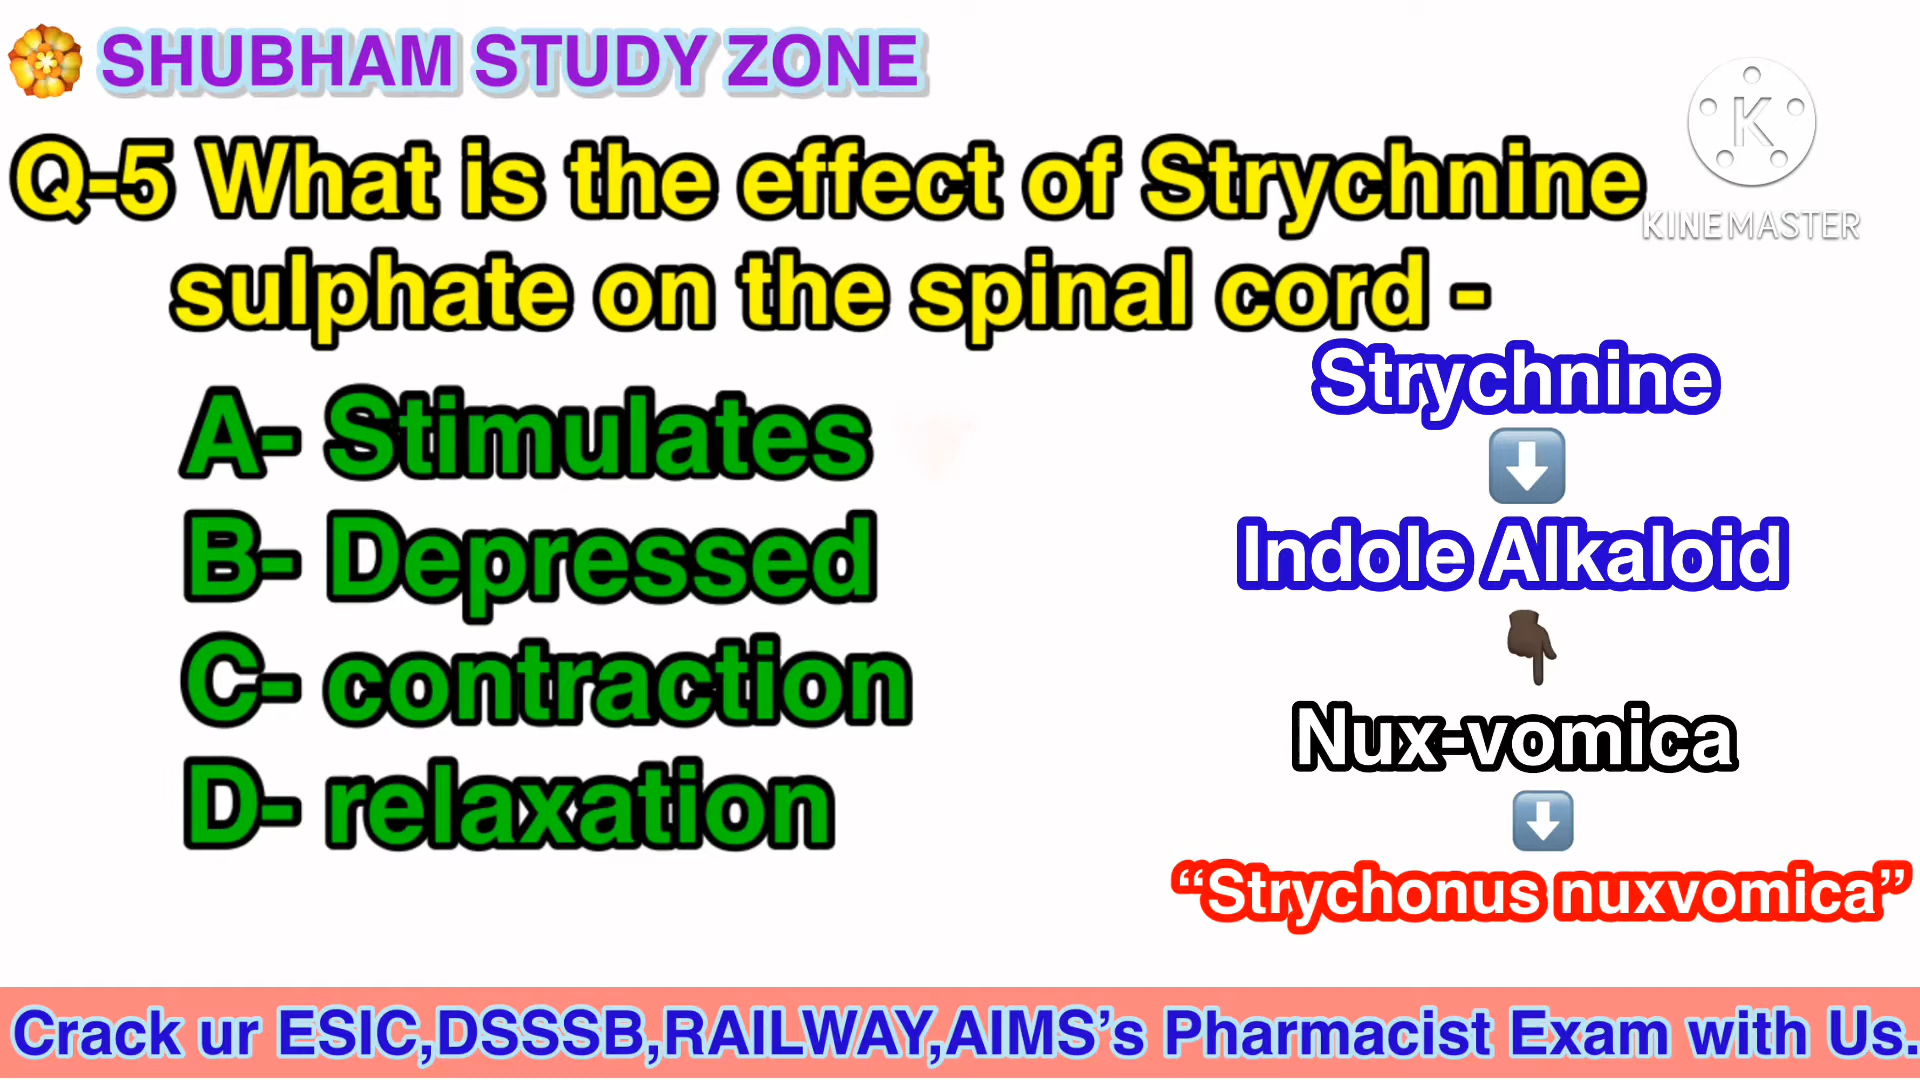 SHUBHAM STUDY ZONE
Q-5 What is the effect of Strychnine
sulphate on the spinal cord -
A- Stimulates
B- Depressed
C- contraction
D- relaxation
K
KINEMASTER
Strychnine
Indole Alkaloid
Nux-vomica
“Strychonus nuxvomica”
Crack ur ESIC,DSSSB,RAILWAY,AIMS’s Pharmacist Exam with Us.